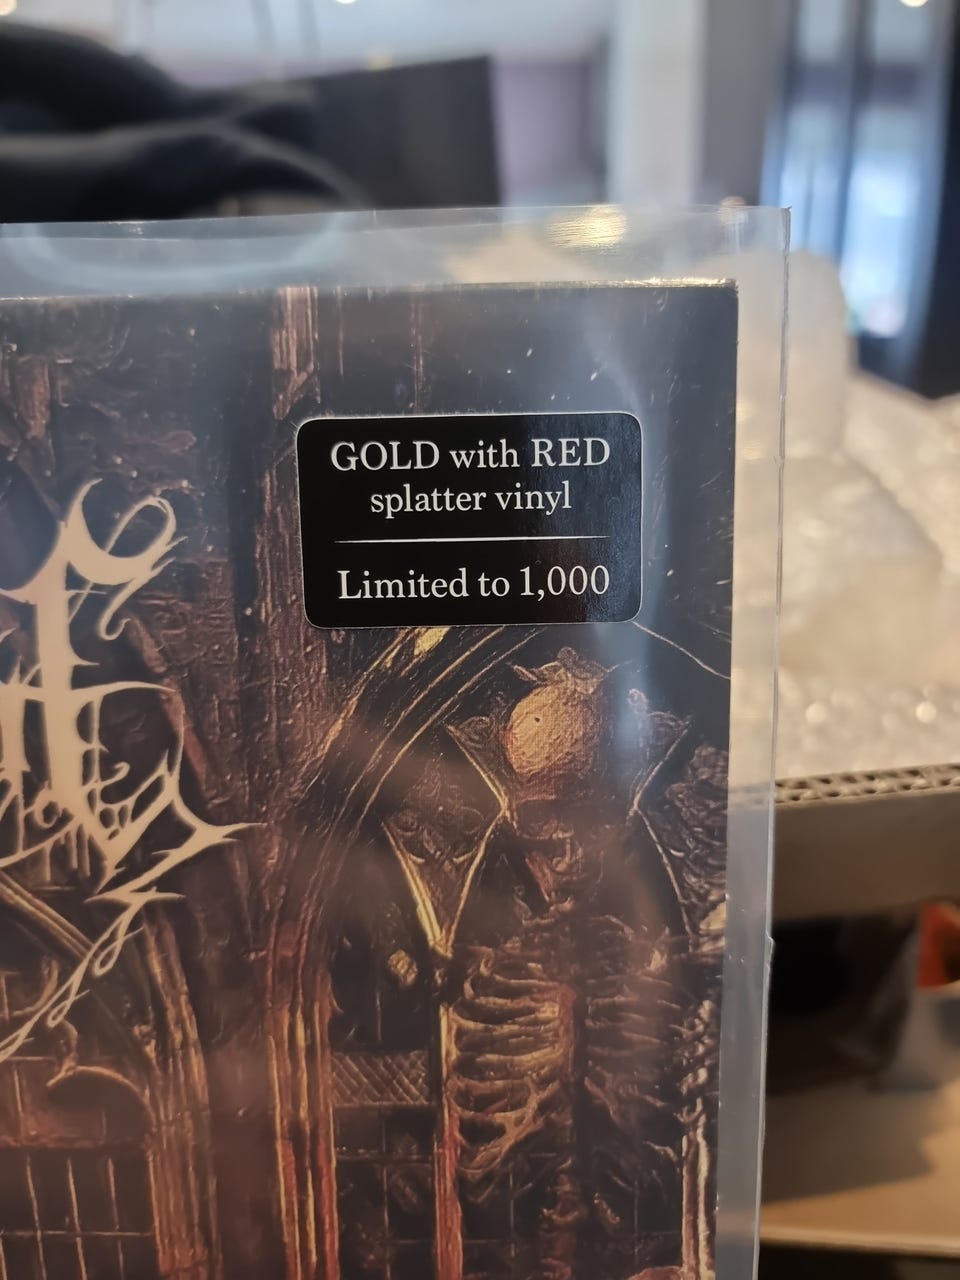 GOLD with RED
splatter vinyl
Limited to 1,000